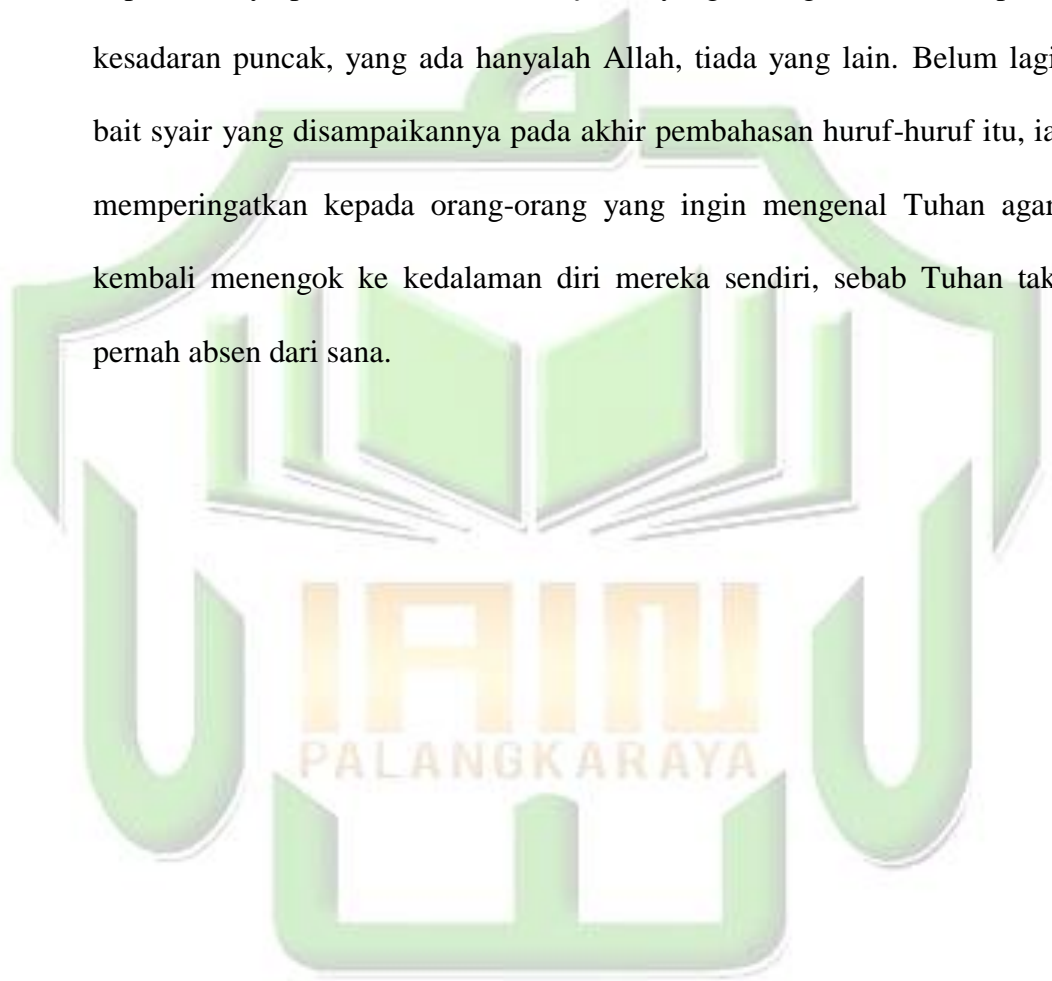 kesadaran puncak, yang ada hanyalah Allah, tiada yang lain. Belum lagi
bait syair yang disampaikannya pada akhir pembahasan huruf-huruf itu, ia
memperingatkan kepada orang-orang yang ingin mengenal Tuhan agar
kembali menengok ke kedalaman diri mereka sendiri, sebab Tuhan tak
pernah absen dari sana.
IAIN
PALANGKARAYA